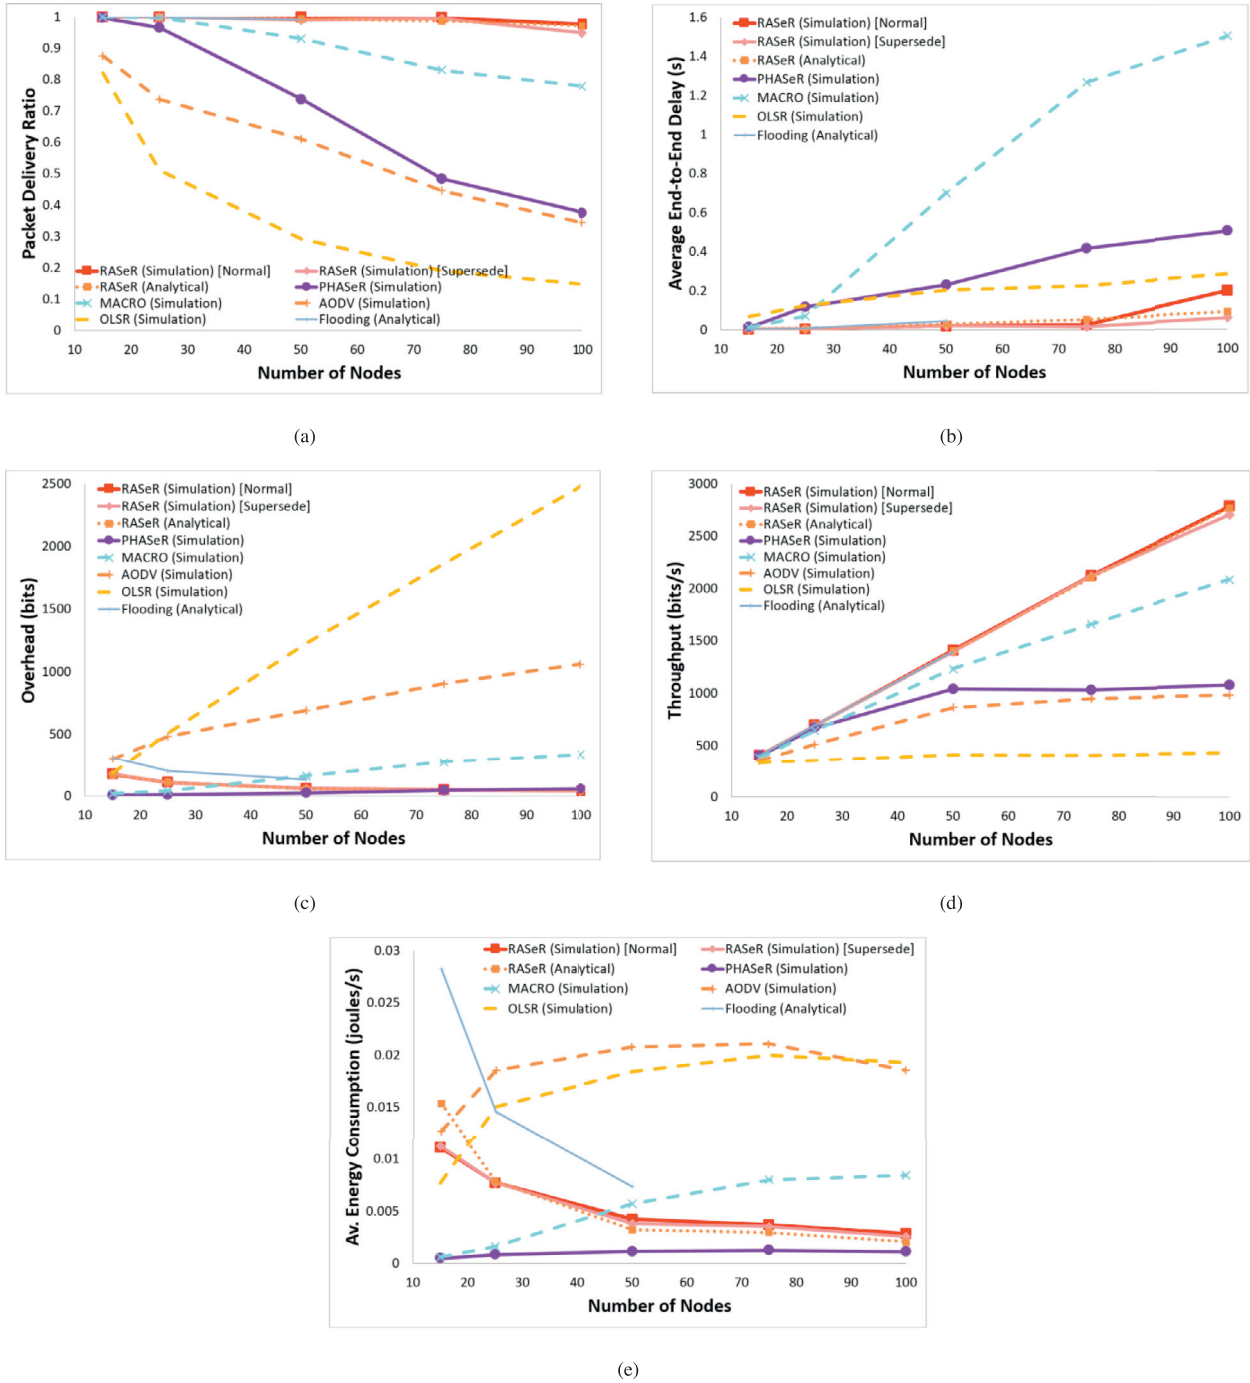 Packet Delivery Ratio
1
0.9
0.8
0.7
0.6
0.5
0.4
0.3
0.2
0.1
0
RASeR (Simulation) [Normal]
RASeR (Simulation) [Supersede]
RASeR (Analytical)
PHASeR (Simulation)
MACRO (Simulation)
AODV (Simulation)
OLSR (Simulation)
Flooding (Analytical)
10 20 30 40 50 60 70 80 90 100
Number of Nodes
(a)
Average End-to-End Delay (s)
1.6
1.4
1.2
1
0.8
0.6
0.4
0.2
0
RASeR (Simulation) [Normal]
RASeR (Simulation) [Supersede]
RASeR (Analytical)
PHASeR (Simulation)
MACRO (Simulation)
OLSR (Simulation)
Flooding (Analytical)
10 20 30 40 50 60 70 80 90 100
Number of Nodes
(b)
Overhead (bits)
2500
2000
1500
1000
500
0
RASeR (Simulation) [Normal]
RASeR (Simulation) [Supersede]
RASeR (Analytical)
PHASeR (Simulation)
MACRO (Simulation)
AODV (Simulation)
OLSR (Simulation)
Flooding (Analytical)
10 20 30 40 50 60 70 80 90 100
Number of Nodes
(c)
Throughput (bits/s)
3000
2500
2000
1500
1000
500
0
RASeR (Simulation) [Normal]
RASeR (Simulation) [Supersede]
RASeR (Analytical)
PHASeR (Simulation)
MACRO (Simulation)
AODV (Simulation)
OLSR (Simulation)
Flooding (Analytical)
10 20 30 40 50 60 70 80 90 100
Number of Nodes
(d)
Av. Energy Consumption (joules/s)
0.03
0.025
0.02
0.015
0.01
0.005
0
RASeR (Simulation) [Normal]
RASeR (Simulation) [Supersede]
RASeR (Analytical)
PHASeR (Simulation)
MACRO (Simulation)
AODV (Simulation)
OLSR (Simulation)
Flooding (Analytical)
10 20 30 40 50 60 70 80 90 100
Number of Nodes
(e)